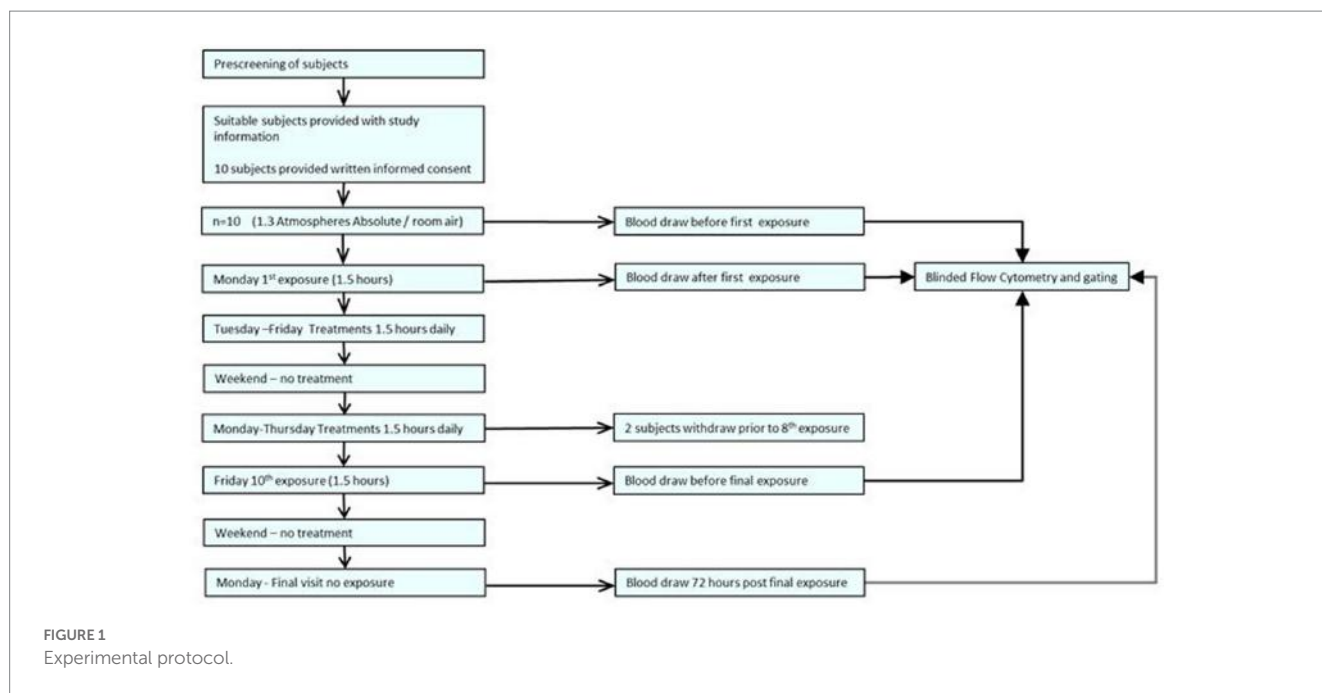 Prescreening of subjects
Suitable subjects provided with study
information
10 subjects provided written informed consent
n=10 (1.3 Atmospheres Absolute / room air)
Blood draw before first exposure
Monday 1st exposure (1.5 hours)
Blood draw after first exposure
Blinded Flow Cytometry and gating
Tuesday –Friday Treatments 1.5 hours daily
Weekend – no treatment
Monday-Thursday Treatments 1.5 hours daily
2 subjects withdraw prior to 8th exposure
Friday 10th exposure (1.5 hours)
Blood draw before final exposure
Weekend – no treatment
Monday - Final visit no exposure
Blood draw 72 hours post final exposure
FIGURE 1
Experimental protocol.